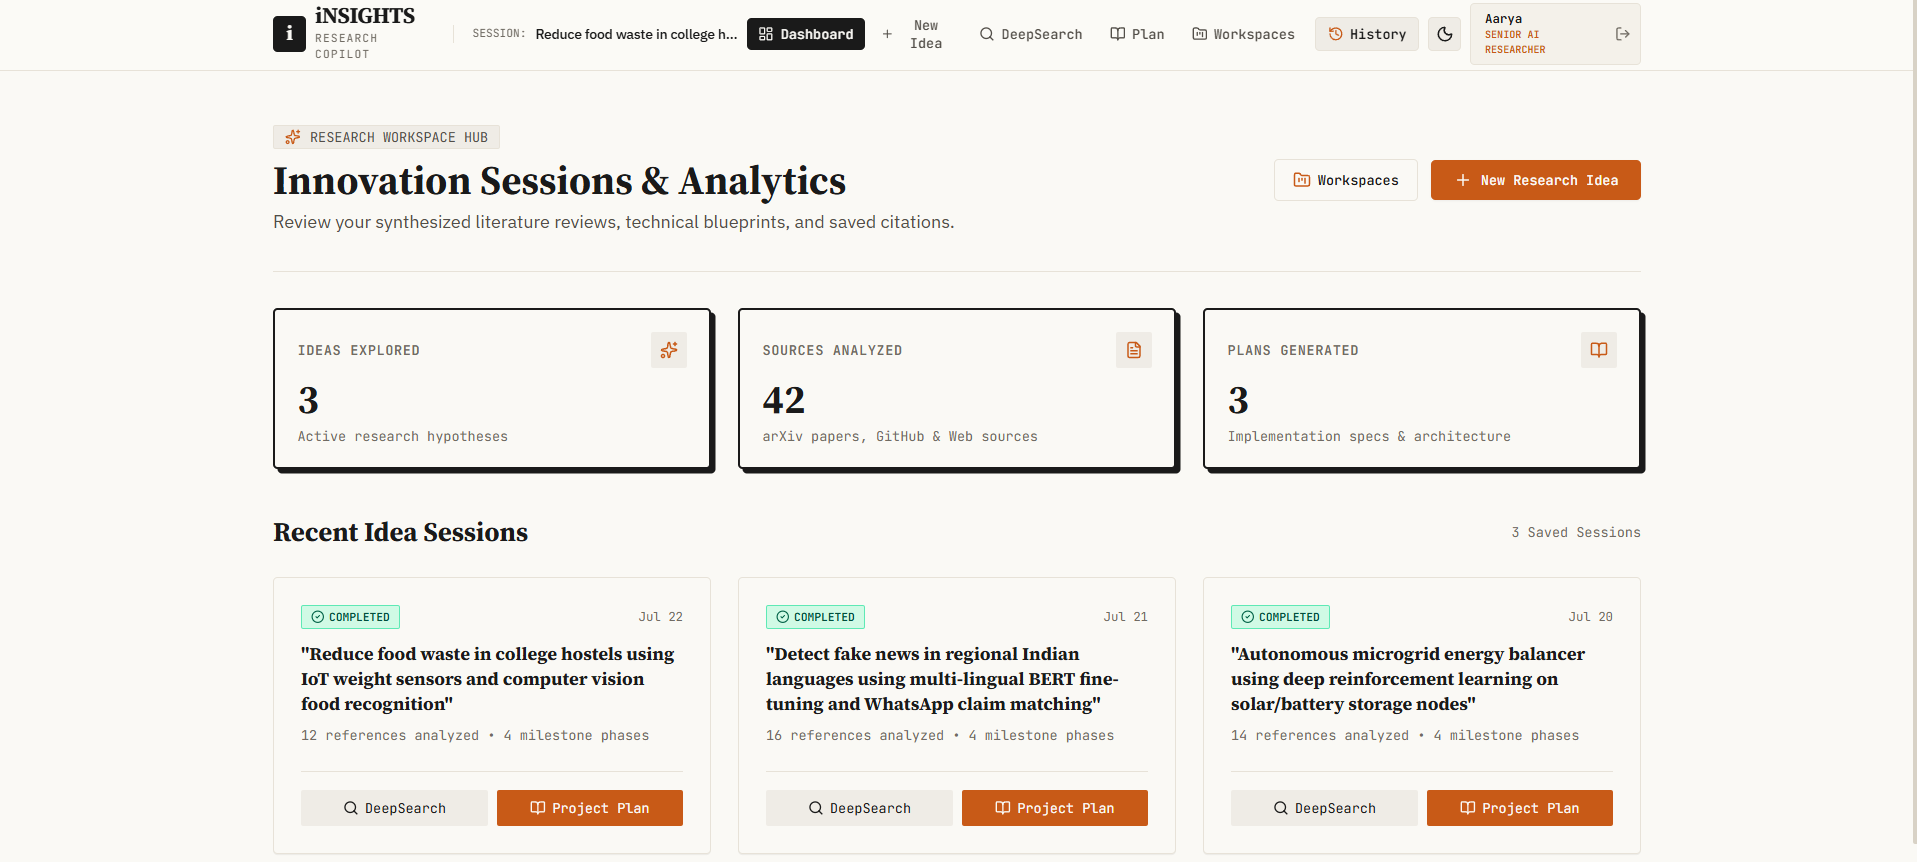 i
iNSIGHTS
RESEARCH
COPILOT
SESSION: Reduce food waste in college h...
Dashboard
New
Idea
DeepSearch
Plan
Workspaces
History
Aarya
SENIOR AI
RESEARCHER
RESEARCH WORKSPACE HUB
Innovation Sessions & Analytics
Review your synthesized literature reviews, technical blueprints, and saved citations.
Workspaces
New Research Idea
IDEAS EXPLORED
3
Active research hypotheses
SOURCES ANALYZED
42
arXiv papers, GitHub & Web sources
PLANS GENERATED
3
Implementation specs & architecture
Recent Idea Sessions
3 Saved Sessions
COMPLETED
Jul 22
"Reduce food waste in college hostels using
IoT weight sensors and computer vision
food recognition"
12 references analyzed • 4 milestone phases
DeepSearch
Project Plan
COMPLETED
Jul 21
"Detect fake news in regional Indian
languages using multi-lingual BERT fine-
tuning and WhatsApp claim matching"
16 references analyzed • 4 milestone phases
DeepSearch
Project Plan
COMPLETED
Jul 20
"Autonomous microgrid energy balancer
using deep reinforcement learning on
solar/battery storage nodes"
14 references analyzed • 4 milestone phases
DeepSearch
Project Plan